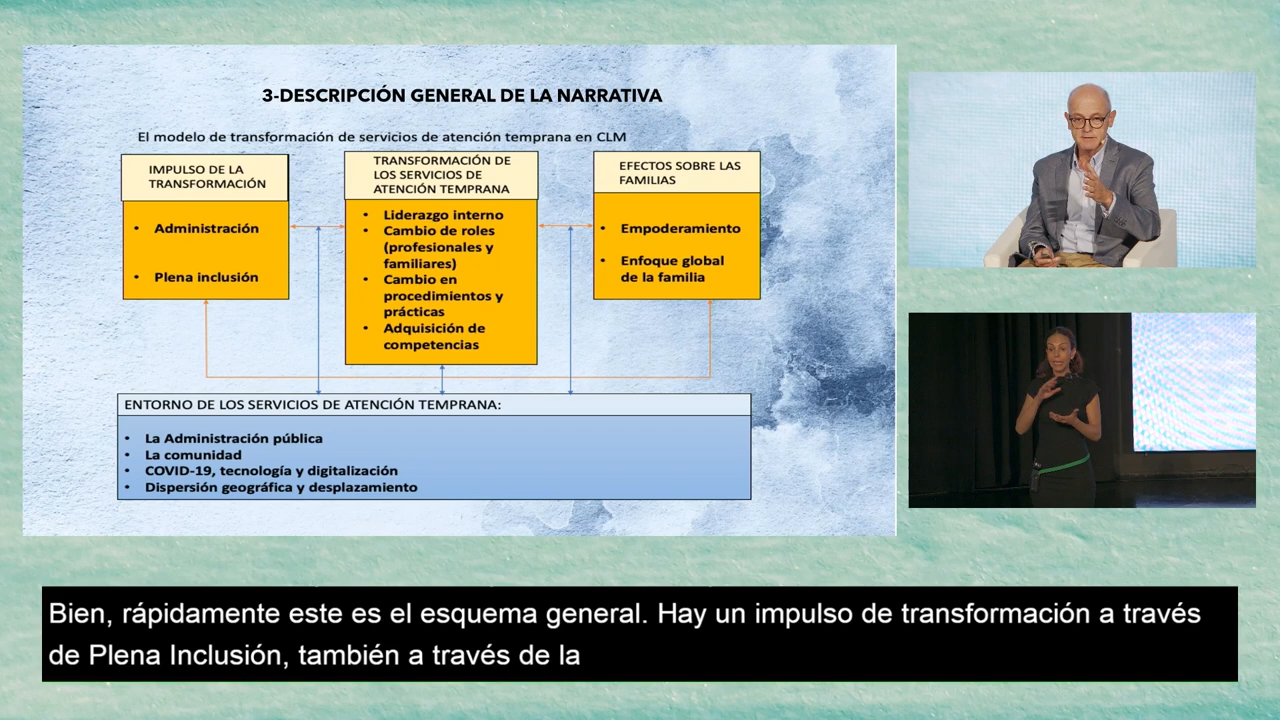 3-DESCRIPCIÓN GENERAL DE LA NARRATIVA
El modelo de transformación de servicios de atención temprana en CLM
IMPULSO DE LA
TRANSFORMACIÓN
• Administración
• Plena inclusión
TRANSFORMACIÓN DE
LOS SERVICIOS DE
ATENCIÓN TEMPRANA
• Liderazgo interno
• Cambio de roles
(profesionales y
familiares)
• Cambio en
procedimientos y
prácticas
• Adquisición de
competencias
EFECTOS SOBRE LAS
FAMILIAS
• Empoderamiento
• Enfoque global
de la familia
ENTORNO DE LOS SERVICIOS DE ATENCIÓN TEMPRANA:
• La Administración pública
• La comunidad
• COVID-19, tecnología y digitalización
• Dispersión geográfica y desplazamiento
Bien, rápidamente este es el esquema general. Hay un impulso de transformación a través
de Plena Inclusión, también a través de la